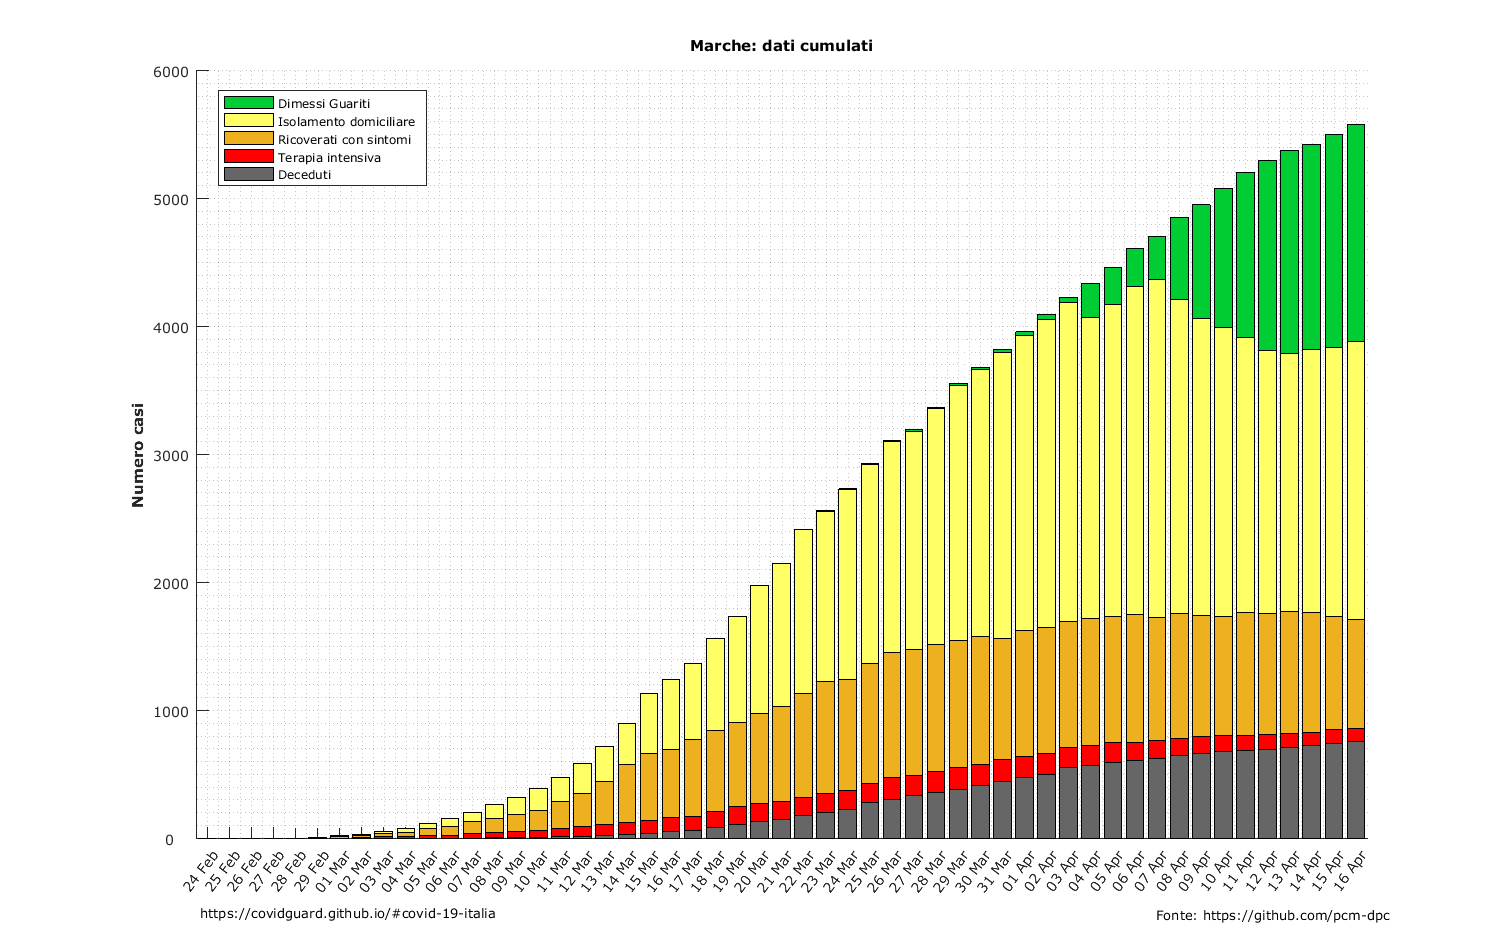 Marche: dati cumulati
6000
5000
4000
3000
2000
1000
0
Numero casi
Dimessi Guariti
Isolamento domiciliare
Ricoverati con sintomi
Terapia intensiva
Deceduti
24 Feb
25 Feb
26 Feb
27 Feb
28 Feb
29 Feb
01 Mar
02 Mar
03 Mar
04 Mar
05 Mar
06 Mar
07 Mar
08 Mar
09 Mar
10 Mar
11 Mar
12 Mar
13 Mar
14 Mar
15 Mar
16 Mar
17 Mar
18 Mar
19 Mar
20 Mar
21 Mar
22 Mar
23 Mar
24 Mar
25 Mar
26 Mar
27 Mar
28 Mar
29 Mar
30 Mar
31 Mar
01 Apr
02 Apr
03 Apr
04 Apr
05 Apr
06 Apr
07 Apr
08 Apr
09 Apr
10 Apr
11 Apr
12 Apr
13 Apr
14 Apr
15 Apr
16 Apr
https://covidguard.github.io/#covid-19-italia
Fonte: https://github.com/pcm-dpc